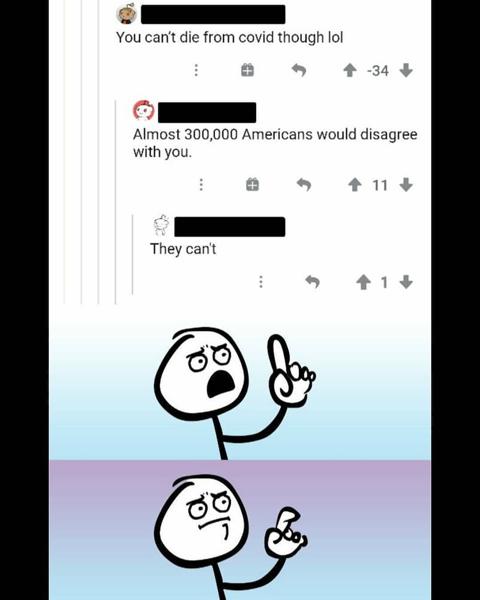 You can't die from covid though lol
-34
Almost 300,000 Americans would disagree
with you.
11
They can't
1